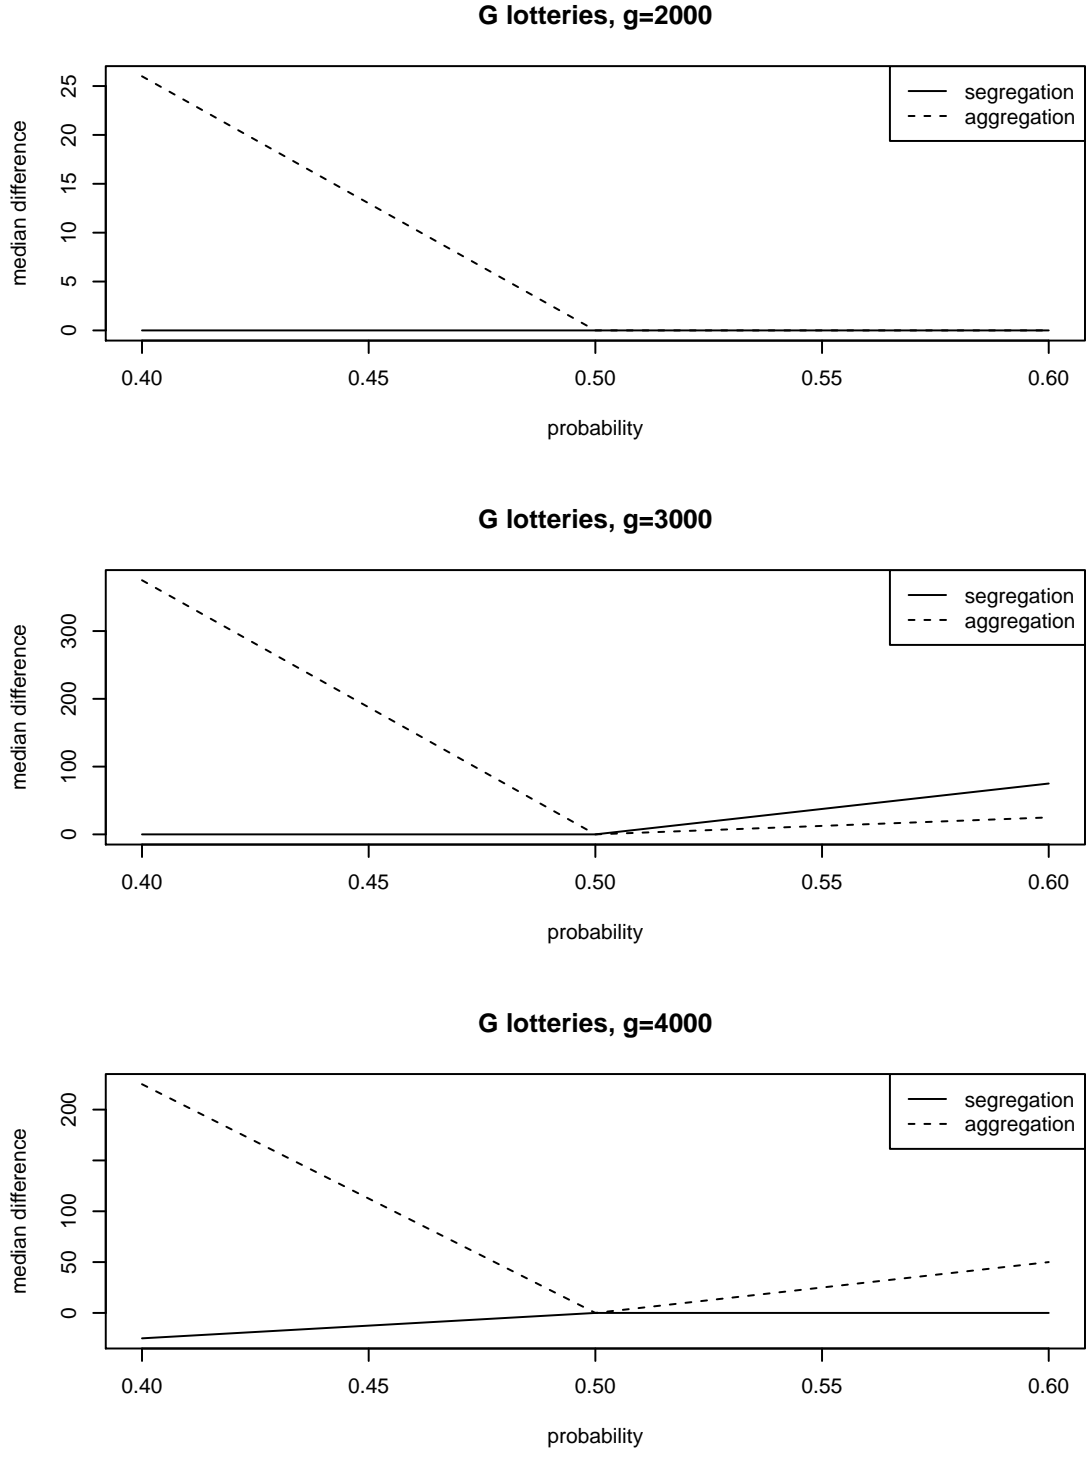 G lotteries, g=2000
segregation
aggregation
median difference
25
20
15
10
5
0
0.40 0.45 0.50 0.55 0.60
probability
G lotteries, g=3000
segregation
aggregation
median difference
300
200
100
0
0.40 0.45 0.50 0.55 0.60
probability
G lotteries, g=4000
segregation
aggregation
median difference
200
100
50
0
0.40 0.45 0.50 0.55 0.60
probability